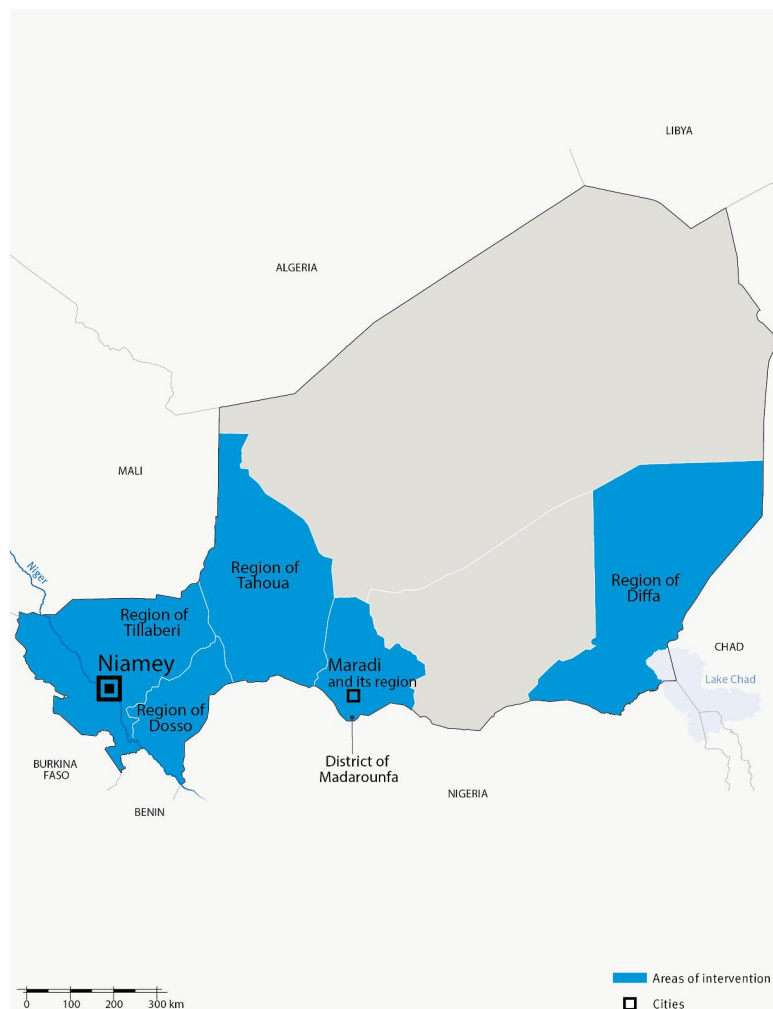 LIBYA
ALGERIA
MALI
Niger
Region of
Tahoua
Region of
Diffa
Region of
Tillaberi
Niamey
Maradi
and its region
CHAD
Lake Chad
Region of
Dosso
District of
Madarounfa
BURKINA
FASO
NIGERIA
BENIN
Areas of intervention
0 100 200 300 km
Cities